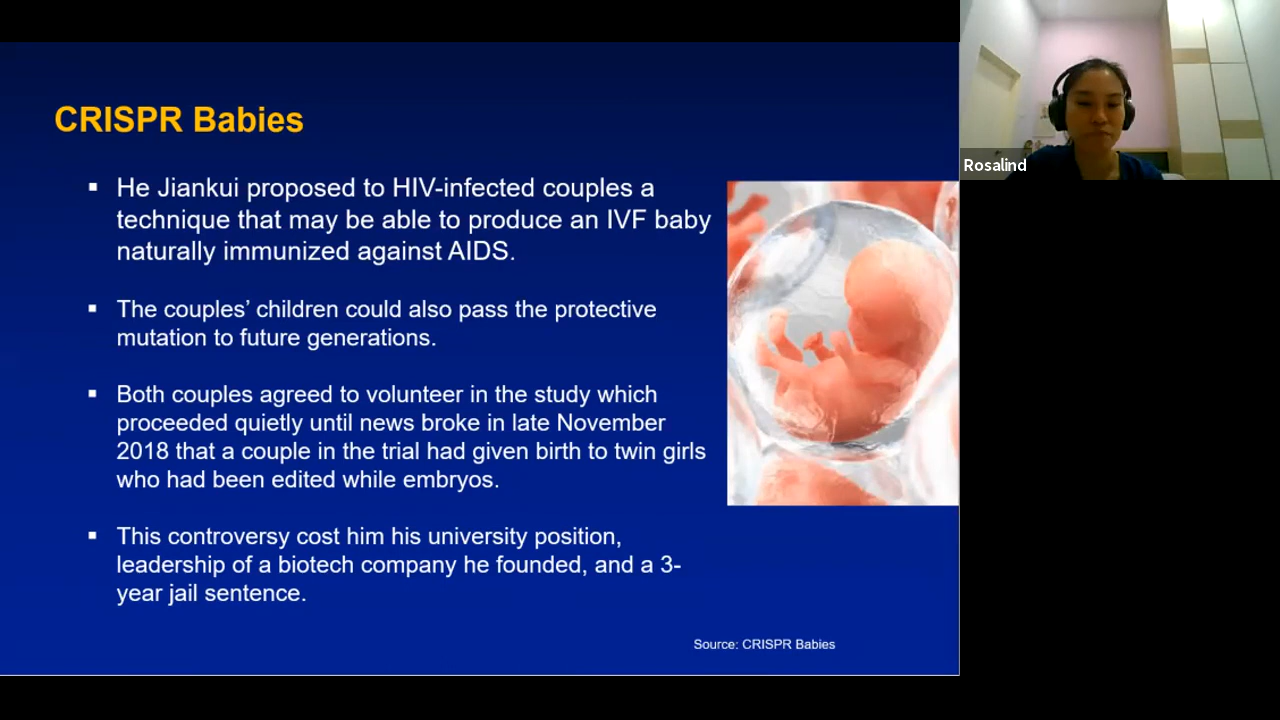 CRISPR Babies
▪ He Jiankui proposed to HIV-infected couples a
technique that may be able to produce an IVF baby
naturally immunized against AIDS.
▪ The couples’ children could also pass the protective
mutation to future generations.
▪ Both couples agreed to volunteer in the study which
proceeded quietly until news broke in late November
2018 that a couple in the trial had given birth to twin girls
who had been edited while embryos.
▪ This controversy cost him his university position,
leadership of a biotech company he founded, and a 3-
year jail sentence.
Source: CRISPR Babies
Rosalind